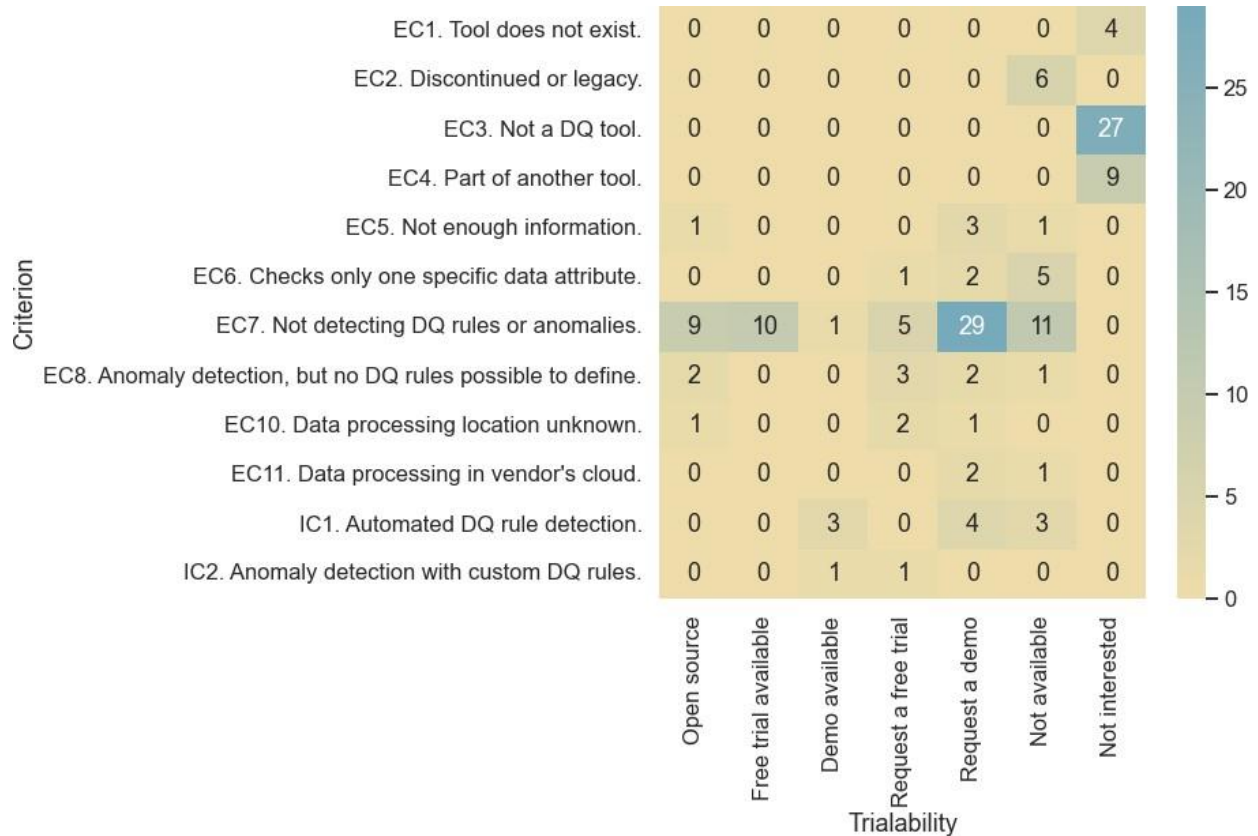 EC1. Tool does not exist. 0 0 0 0 0 0 4
EC2. Discontinued or legacy. 0 0 0 0 0 6 0
EC3. Not a DQ tool. 0 0 0 0 0 0 27
EC4. Part of another tool. 0 0 0 0 0 0 9
EC5. Not enough information. 1 0 0 0 3 1 0
EC6. Checks only one specific data attribute. 0 0 0 1 2 5 0
EC7. Not detecting DQ rules or anomalies. 9 10 1 5 29 11 0
EC8. Anomaly detection, but no DQ rules possible to define. 2 0 0 3 2 1 0
EC10. Data processing location unknown. 1 0 0 2 1 0 0
EC11. Data processing in vendor's cloud. 0 0 0 0 2 1 0
IC1. Automated DQ rule detection. 0 0 3 0 4 3 0
IC2. Anomaly detection with custom DQ rules. 0 0 1 1 0 0 0
Criterion
Open source
Free trial available
Demo available
Request a free trial
Request a demo
Not available
Not interested
Trialability
25
20
15
10
5
0